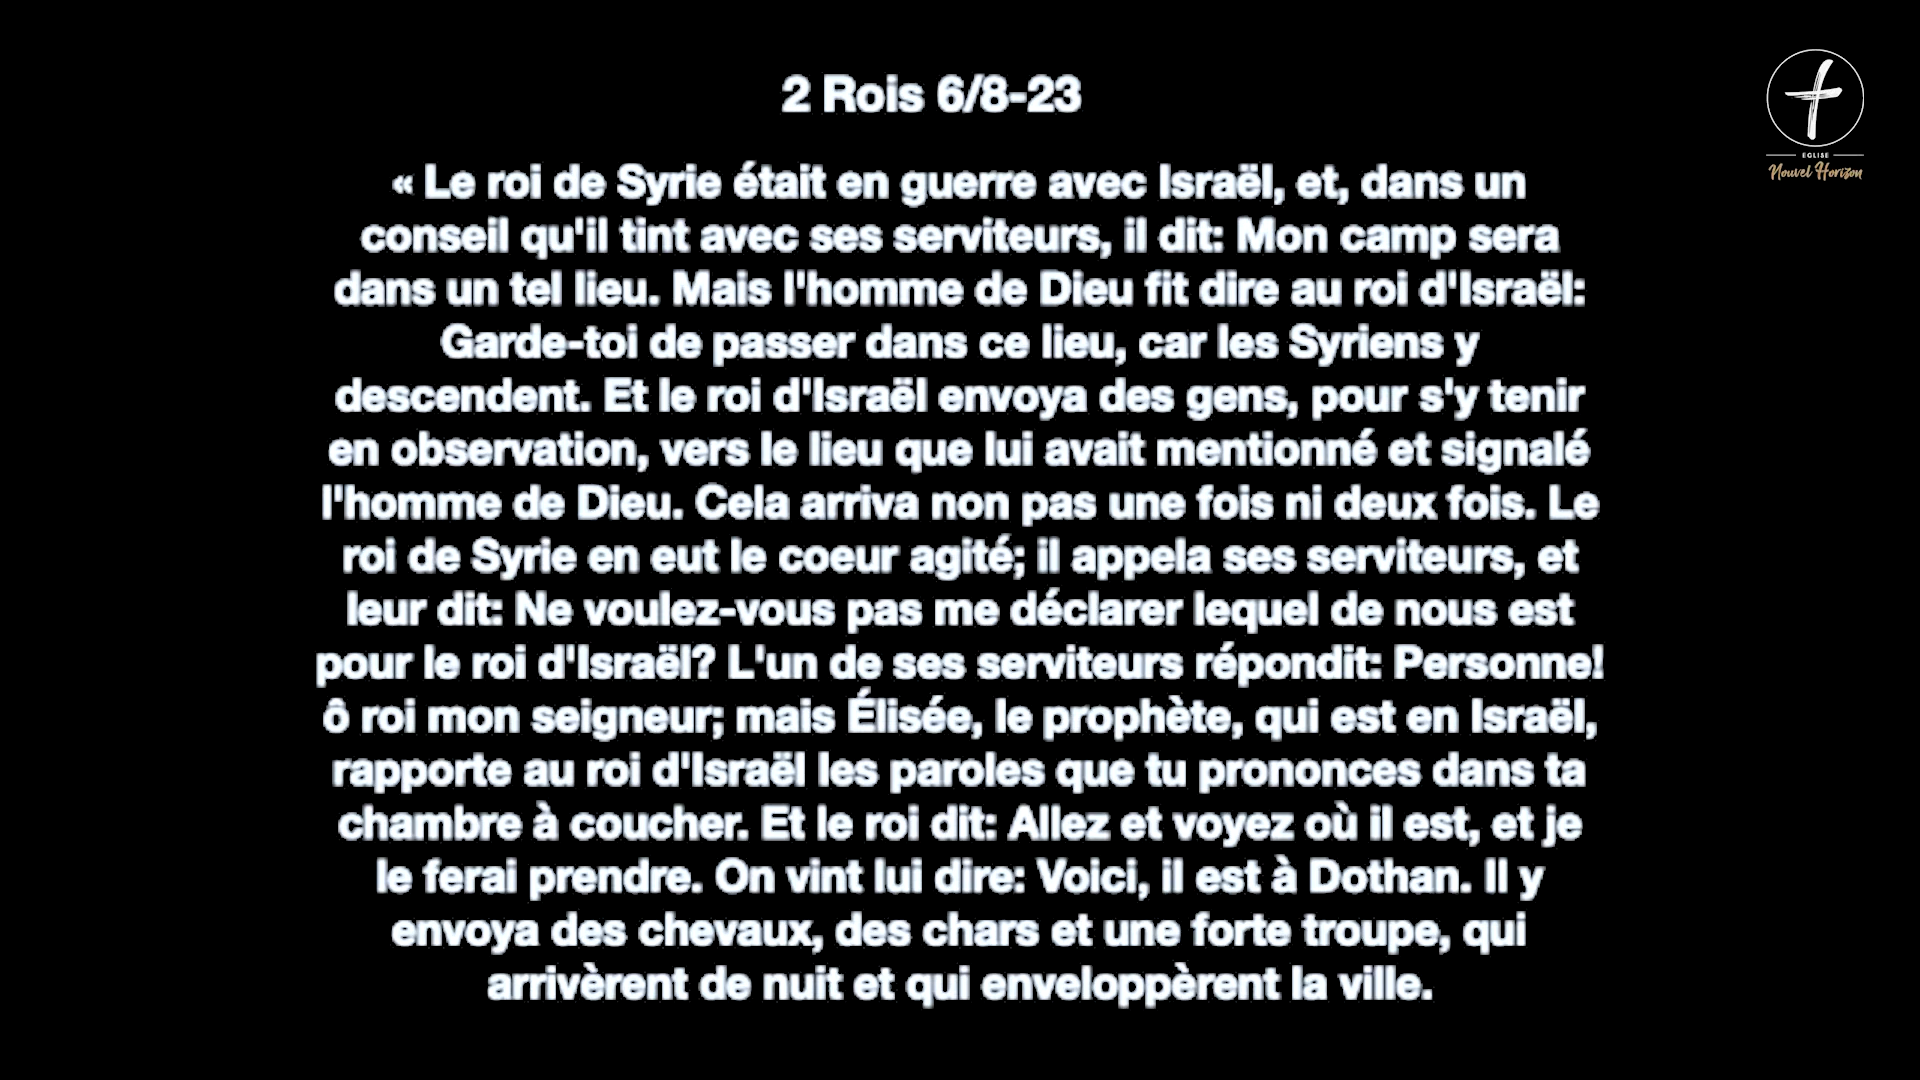 2 Rois 6/8-23
« Le roi de Syrie était en guerre avec Israël, et, dans un
conseil qu'il tint avec ses serviteurs, il dit: Mon camp sera
dans un tel lieu. Mais l'homme de Dieu fit dire au roi d'Israël:
Garde-toi de passer dans ce lieu, car les Syriens y
descendent. Et le roi d'Israël envoya des gens, pour s'y tenir
en observation, vers le lieu que lui avait mentionné et signalé
l'homme de Dieu. Cela arriva non pas une fois ni deux fois. Le
roi de Syrie en eut le coeur agité; il appela ses serviteurs, et
leur dit: Ne voulez-vous pas me déclarer lequel de nous est
pour le roi d'Israël? L'un de ses serviteurs répondit: Personne!
ô roi mon seigneur; mais Élisée, le prophète, qui est en Israël,
rapporte au roi d'Israël les paroles que tu prononces dans ta
chambre à coucher. Et le roi dit: Allez et voyez où il est, et je
le ferai prendre. On vint lui dire: Voici, il est à Dothan. Il y
envoya des chevaux, des chars et une forte troupe, qui
arrivèrent de nuit et qui enveloppèrent la ville.
EGLISE
Nouvel Horizon